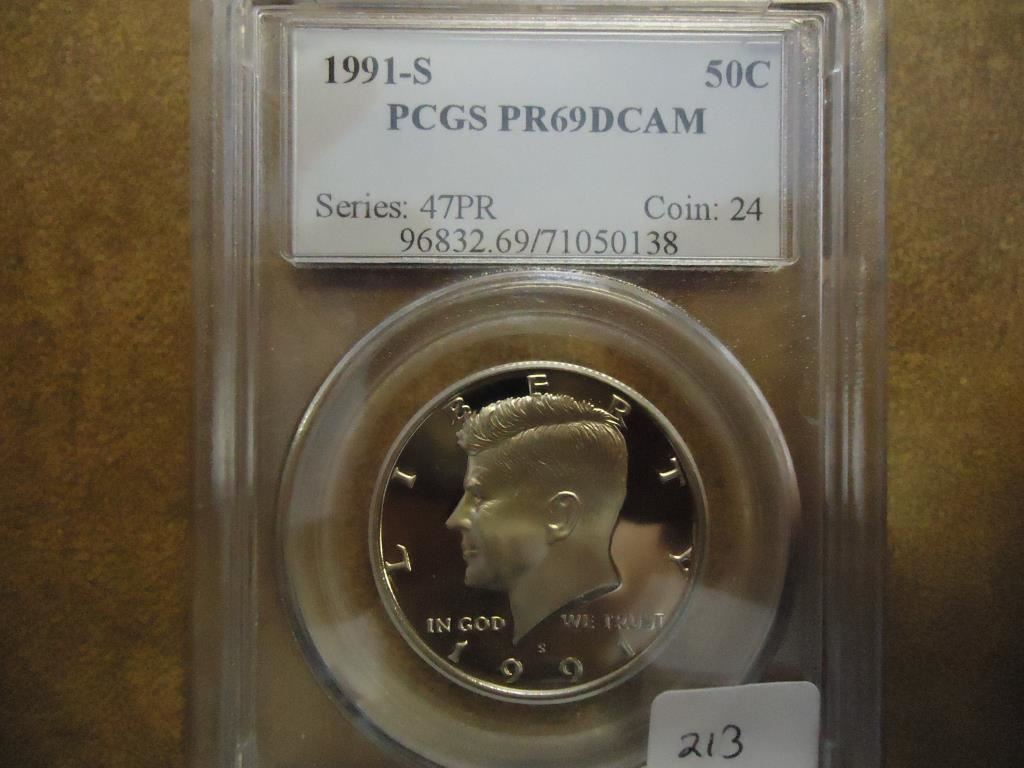 1991-S 50C
PCGS PR69DCAM
Series: 47PR Coin: 24
96832.69/71050138
LIBERTY
IN GOD WE TRUST
S
1991
213